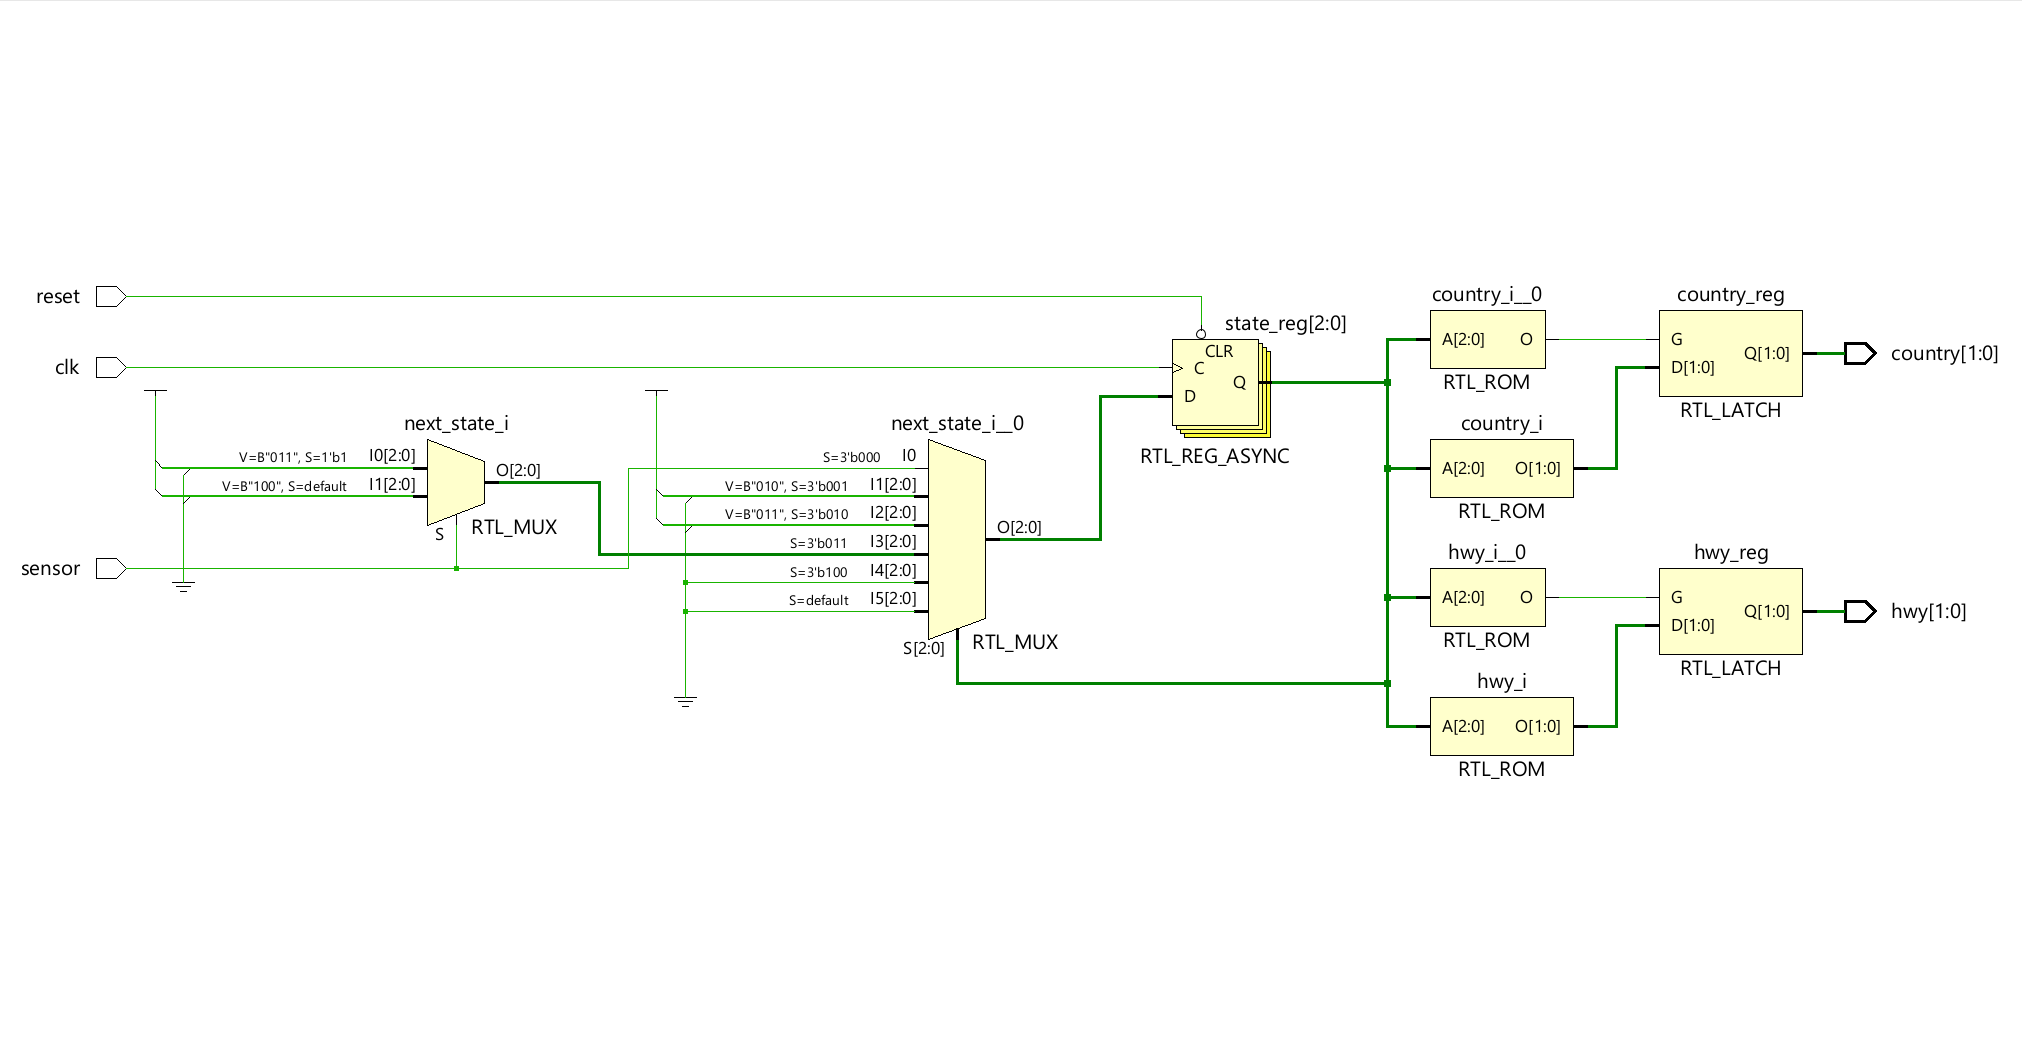 reset
clk
sensor
next_state_i
V=B"011", S=1'b1
I0[2:0]
V=B"100", S=default
I1[2:0]
O[2:0]
S
RTL_MUX
next_state_i__0
S=3'b000
I0
V=B"010", S=3'b001
I1[2:0]
V=B"011", S=3'b010
I2[2:0]
S=3'b011
I3[2:0]
S=3'b100
I4[2:0]
S=default
I5[2:0]
O[2:0]
S[2:0]
RTL_MUX
state_reg[2:0]
CLR
C
Q
D
RTL_REG_ASYNC
country_i__0
A[2:0]
O
RTL_ROM
country_i
A[2:0]
O[1:0]
RTL_ROM
hwy_i__0
A[2:0]
O
RTL_ROM
hwy_i
A[2:0]
O[1:0]
RTL_ROM
country_reg
G
D[1:0]
Q[1:0]
RTL_LATCH
country[1:0]
hwy_reg
G
D[1:0]
Q[1:0]
RTL_LATCH
hwy[1:0]